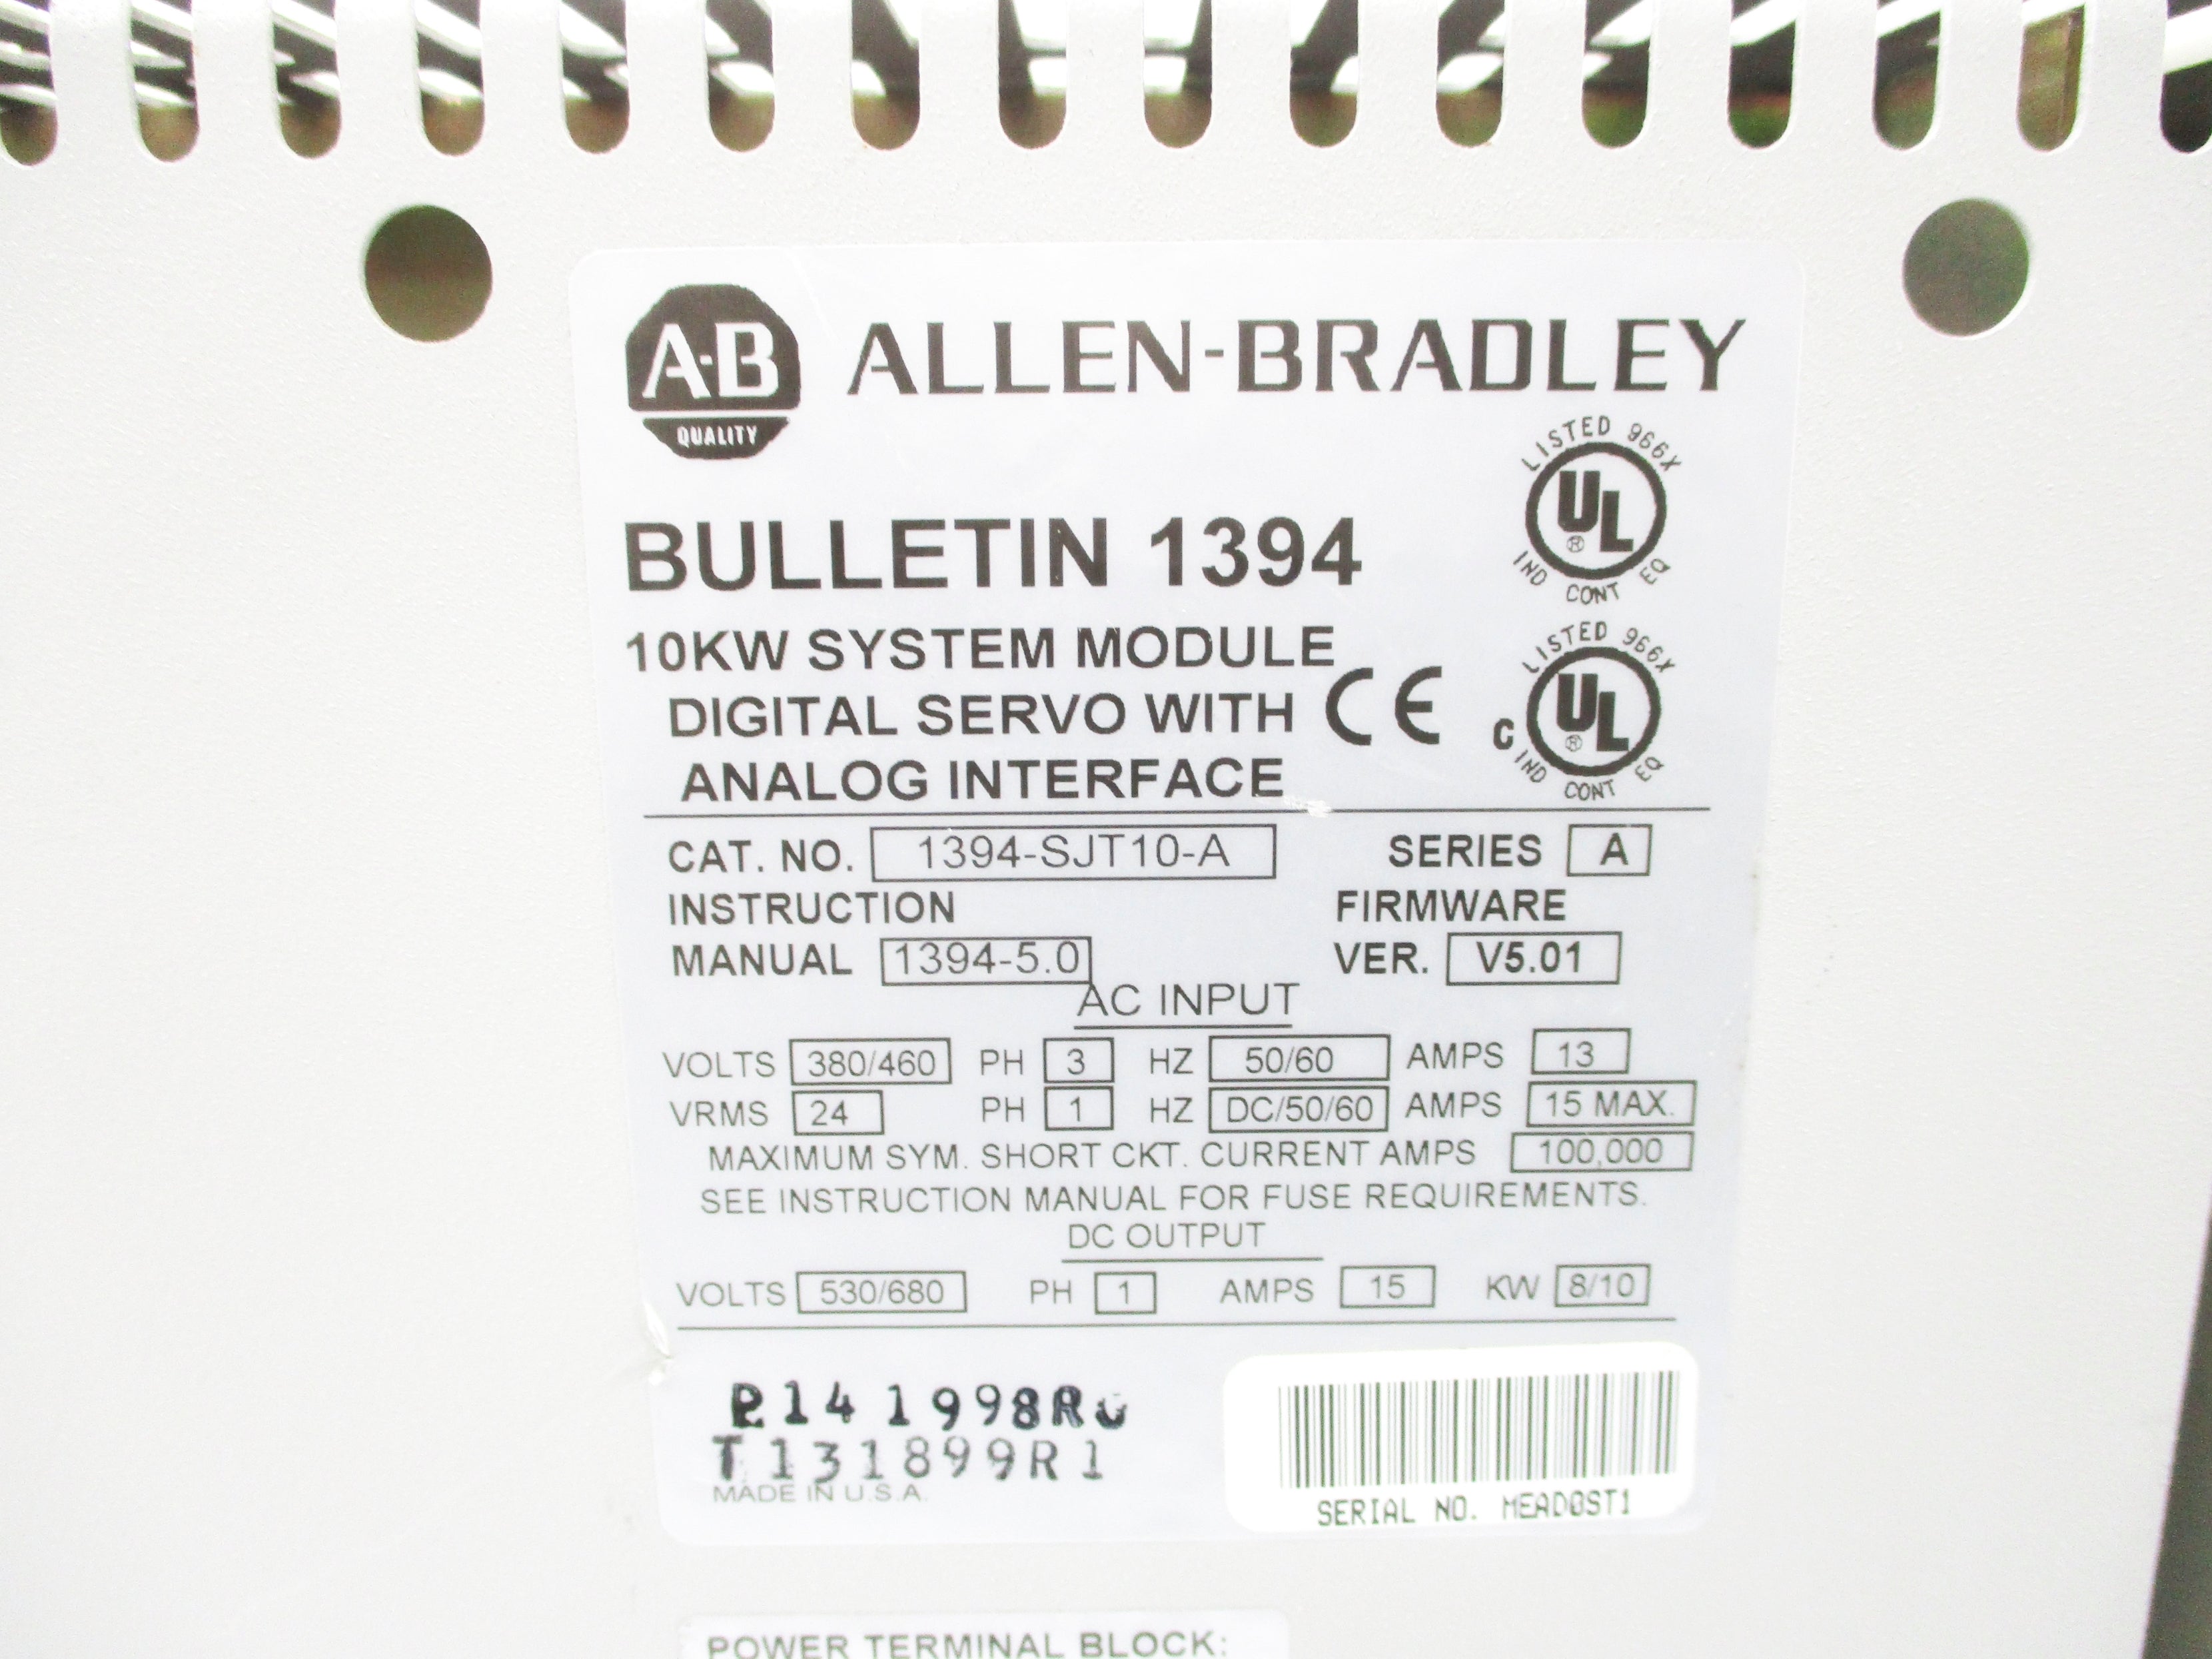 A-B
QUALITY
ALLEN-BRADLEY
LISTED 966X
UL
®
IND CONT EQ
BULLETIN 1394
10KW SYSTEM MODULE
DIGITAL SERVO WITH
ANALOG INTERFACE
CE
LISTED 966X
C UL
®
IND CONT EQ
CAT. NO. 1394-SJT10-A SERIES A
INSTRUCTION FIRMWARE
MANUAL 1394-5.0 VER. V5.01
AC INPUT
VOLTS 380/460 PH 3 HZ 50/60 AMPS 13
VRMS 24 PH 1 HZ DC/50/60 AMPS 15 MAX.
MAXIMUM SYM. SHORT CKT. CURRENT AMPS 100,000
SEE INSTRUCTION MANUAL FOR FUSE REQUIREMENTS.
DC OUTPUT
VOLTS 530/680 PH 1 AMPS 15 KW 8/10
T131899R1
MADE IN U.S.A.
SERIAL NO. MEAD0ST1
POWER TERMINAL BLOCK: